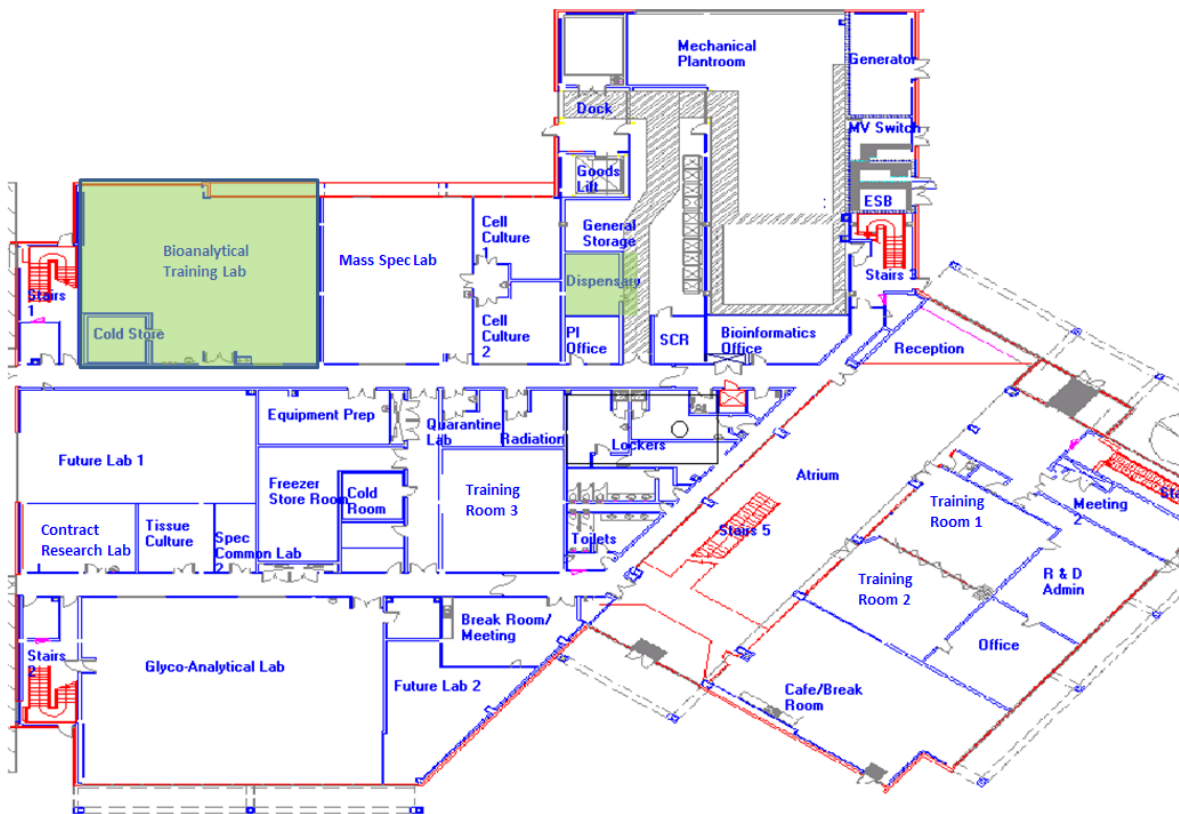 Mechanical
Plantroom
Generator
Dock
MV Switch
Goods
Lift
ESB
Cell
Culture
1
General
Storage
Bioanalytical
Training Lab
Mass Spec Lab
Stairs 3
Dispensary
Stairs
1
Cold Store
Cell
Culture
2
PI
Office
SCR
Bioinformatics
Office
Reception
Equipment Prep
Quarantine
Lab
Radiation
Lockers
Future Lab 1
Freezer
Store Room
Cold
Room
Training
Room 3
Atrium
Training
Room 1
Meeting
2
Contract
Research Lab
Tissue
Culture
Spec
Common Lab
2
Toilets
Stairs 5
R & D
Admin
Training
Room 2
Break Room/
Meeting
Office
Stairs
2
Glyco-Analytical Lab
Future Lab 2
Cafe/Break
Room